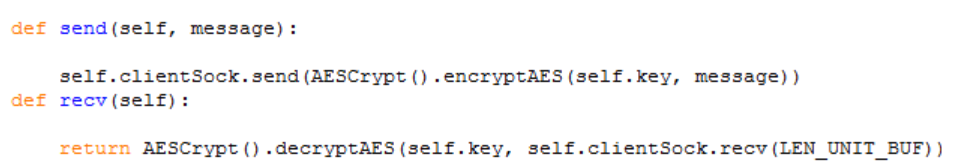 def send(self, message):
    self.clientSock.send(AESCrypt().encryptAES(self.key, message))
def recv(self):
    return AESCrypt().decryptAES(self.key, self.clientSock.recv(LEN_UNIT_BUF))